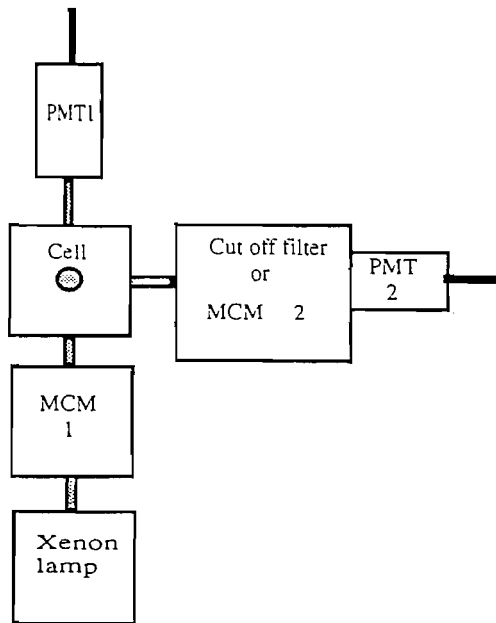 PMT1
Cell
Cut off filter
or
MCM 2
PMT
2
MCM
1
Xenon
lamp